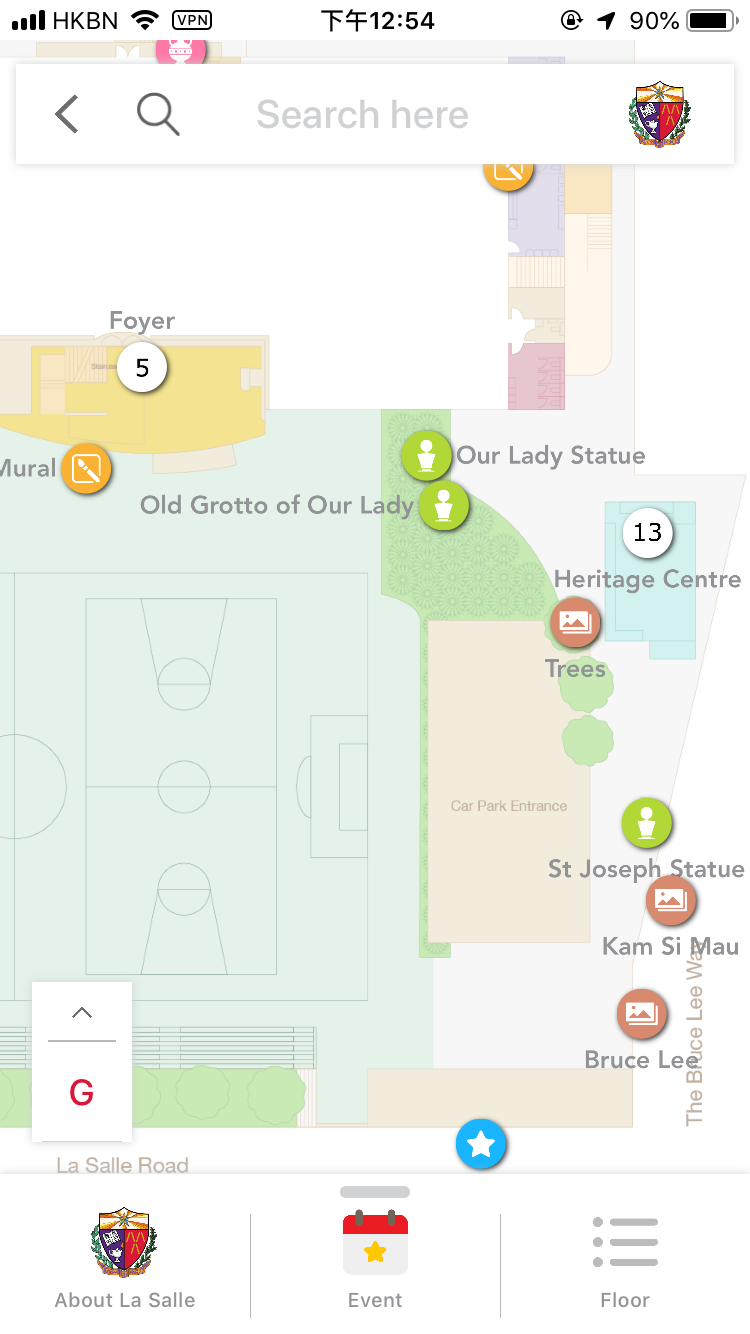 HKBN VPN 下午12:54 90%
Search here
Foyer
5
Mural
Our Lady Statue
Old Grotto of Our Lady
13
Heritage Centre
Trees
Car Park Entrance
St Joseph Statue
Kam Si Mau
The Bruce Lee Way
Bruce Lee
G
La Salle Road
About La Salle
Event
Floor